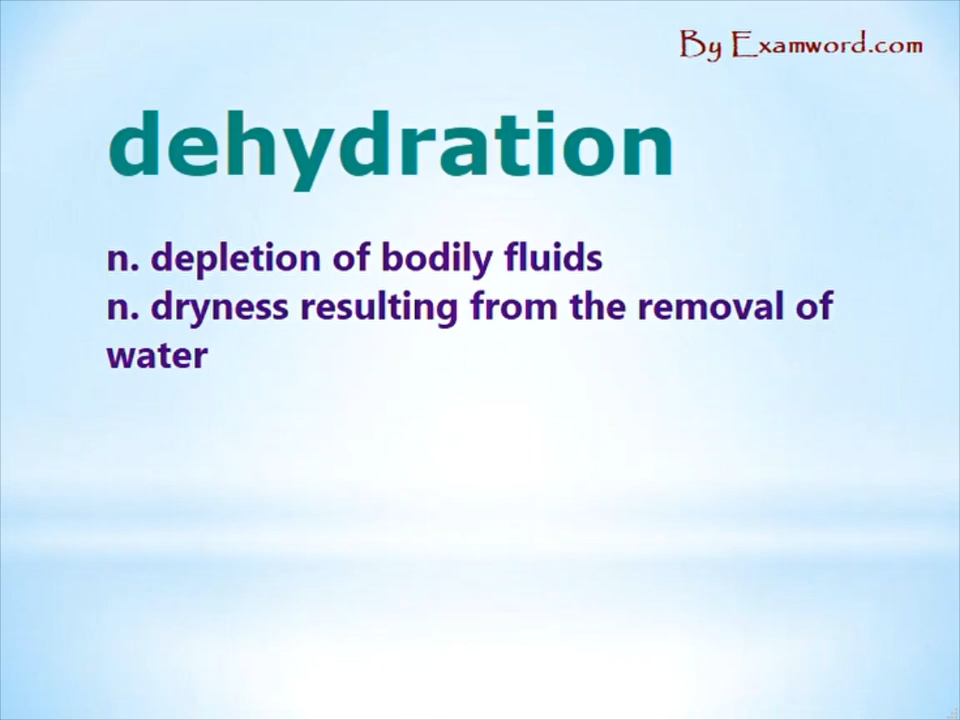 By Examword.com
dehydration
n. depletion of bodily fluids
n. dryness resulting from the removal of
water